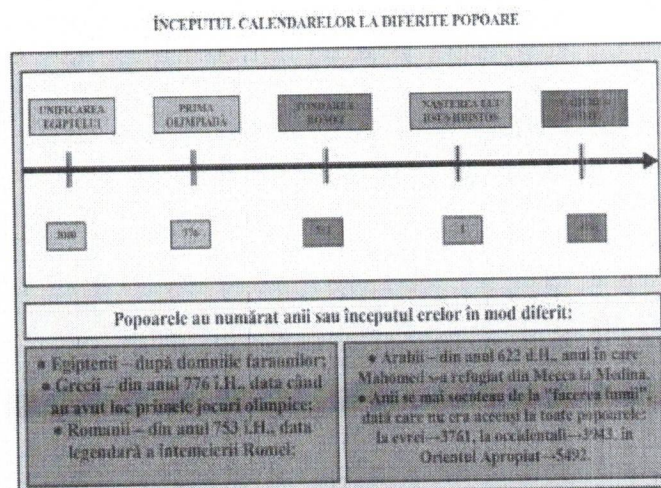 ÎNCEPUTUL CALENDARELOR LA DIFERITE POPOARE
UNIFICAREA
EGIPTULUI
PRIMA
OLIMPIADĂ
FONDAREA
ROMEI
NAȘTEREA LUI
IISUS HRISTOS
3000
776
1
Popoarele au numărat anii sau începutul erelor în mod diferit:
● Egiptenii – după domniile faraonilor;
● Grecii – din anul 776 î.H., data când
au avut loc primele jocuri olimpice;
● Romanii – din anul 753 î.H., data
legendară a întemeierii Romei;
● Arabii – din anul 622 d.H., anul în care
Mahomed s-a refugiat din Mecca la Medina.
● Anii se mai socoteau de la "facerea lumii",
dată care nu era aceeași la toate popoarele:
la evrei→3761, la occidentali→3943, în
Orientul Apropiat→5492.